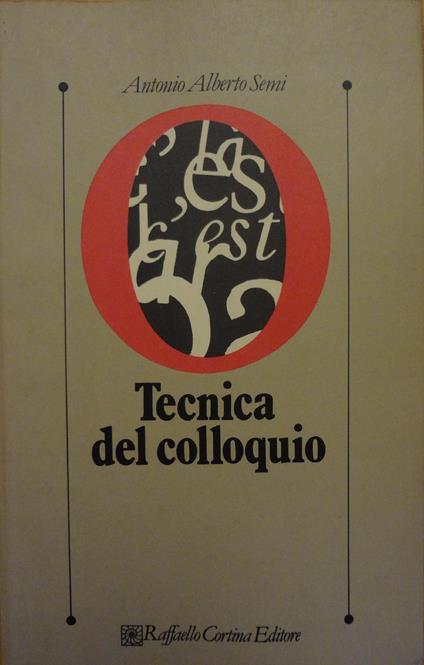 Antonio Alberto Semi
O
Tecnica
del colloquio
Raffaello Cortina Editore